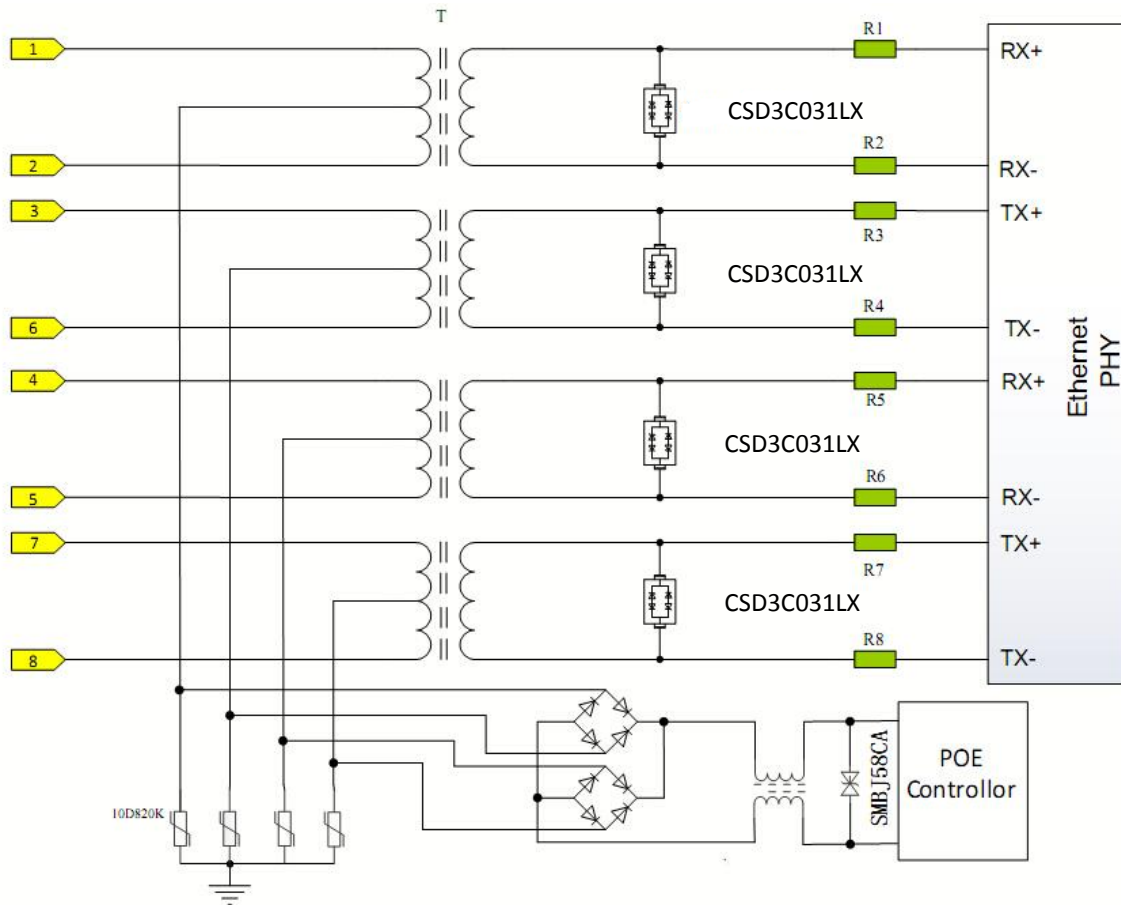 T
1
R1
RX+
CSD3C031LX
2
R2
RX-
3
R3
TX+
CSD3C031LX
6
R4
TX-
Ethernet
PHY
4
R5
RX+
CSD3C031LX
5
R6
RX-
7
R7
TX+
CSD3C031LX
8
R8
TX-
10D820K
SMBJ58CA
POE
Controllor